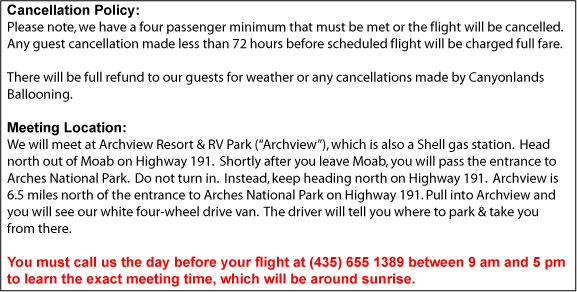 Cancellation Policy:
Please note, we have a four passenger minimum that must be met or the flight will be cancelled.
Any guest cancellation made less than 72 hours before scheduled flight will be charged full fare.
There will be full refund to our guests for weather or any cancellations made by Canyonlands
Ballooning.
Meeting Location:
We will meet at Archview Resort & RV Park (“Archview”), which is also a Shell gas station.  Head
north out of Moab on Highway 191.  Shortly after you leave Moab, you will pass the entrance to
Arches National Park.  Do not turn in.  Instead, keep heading north on Highway 191.  Archview is
6.5 miles north of the entrance to Arches National Park on Highway 191. Pull into Archview and
you will see our white four-wheel drive van.  The driver will tell you where to park & take you
from there.
You must call us the day before your flight at (435) 655 1389 between 9 am and 5 pm
to learn the exact meeting time, which will be around sunrise.